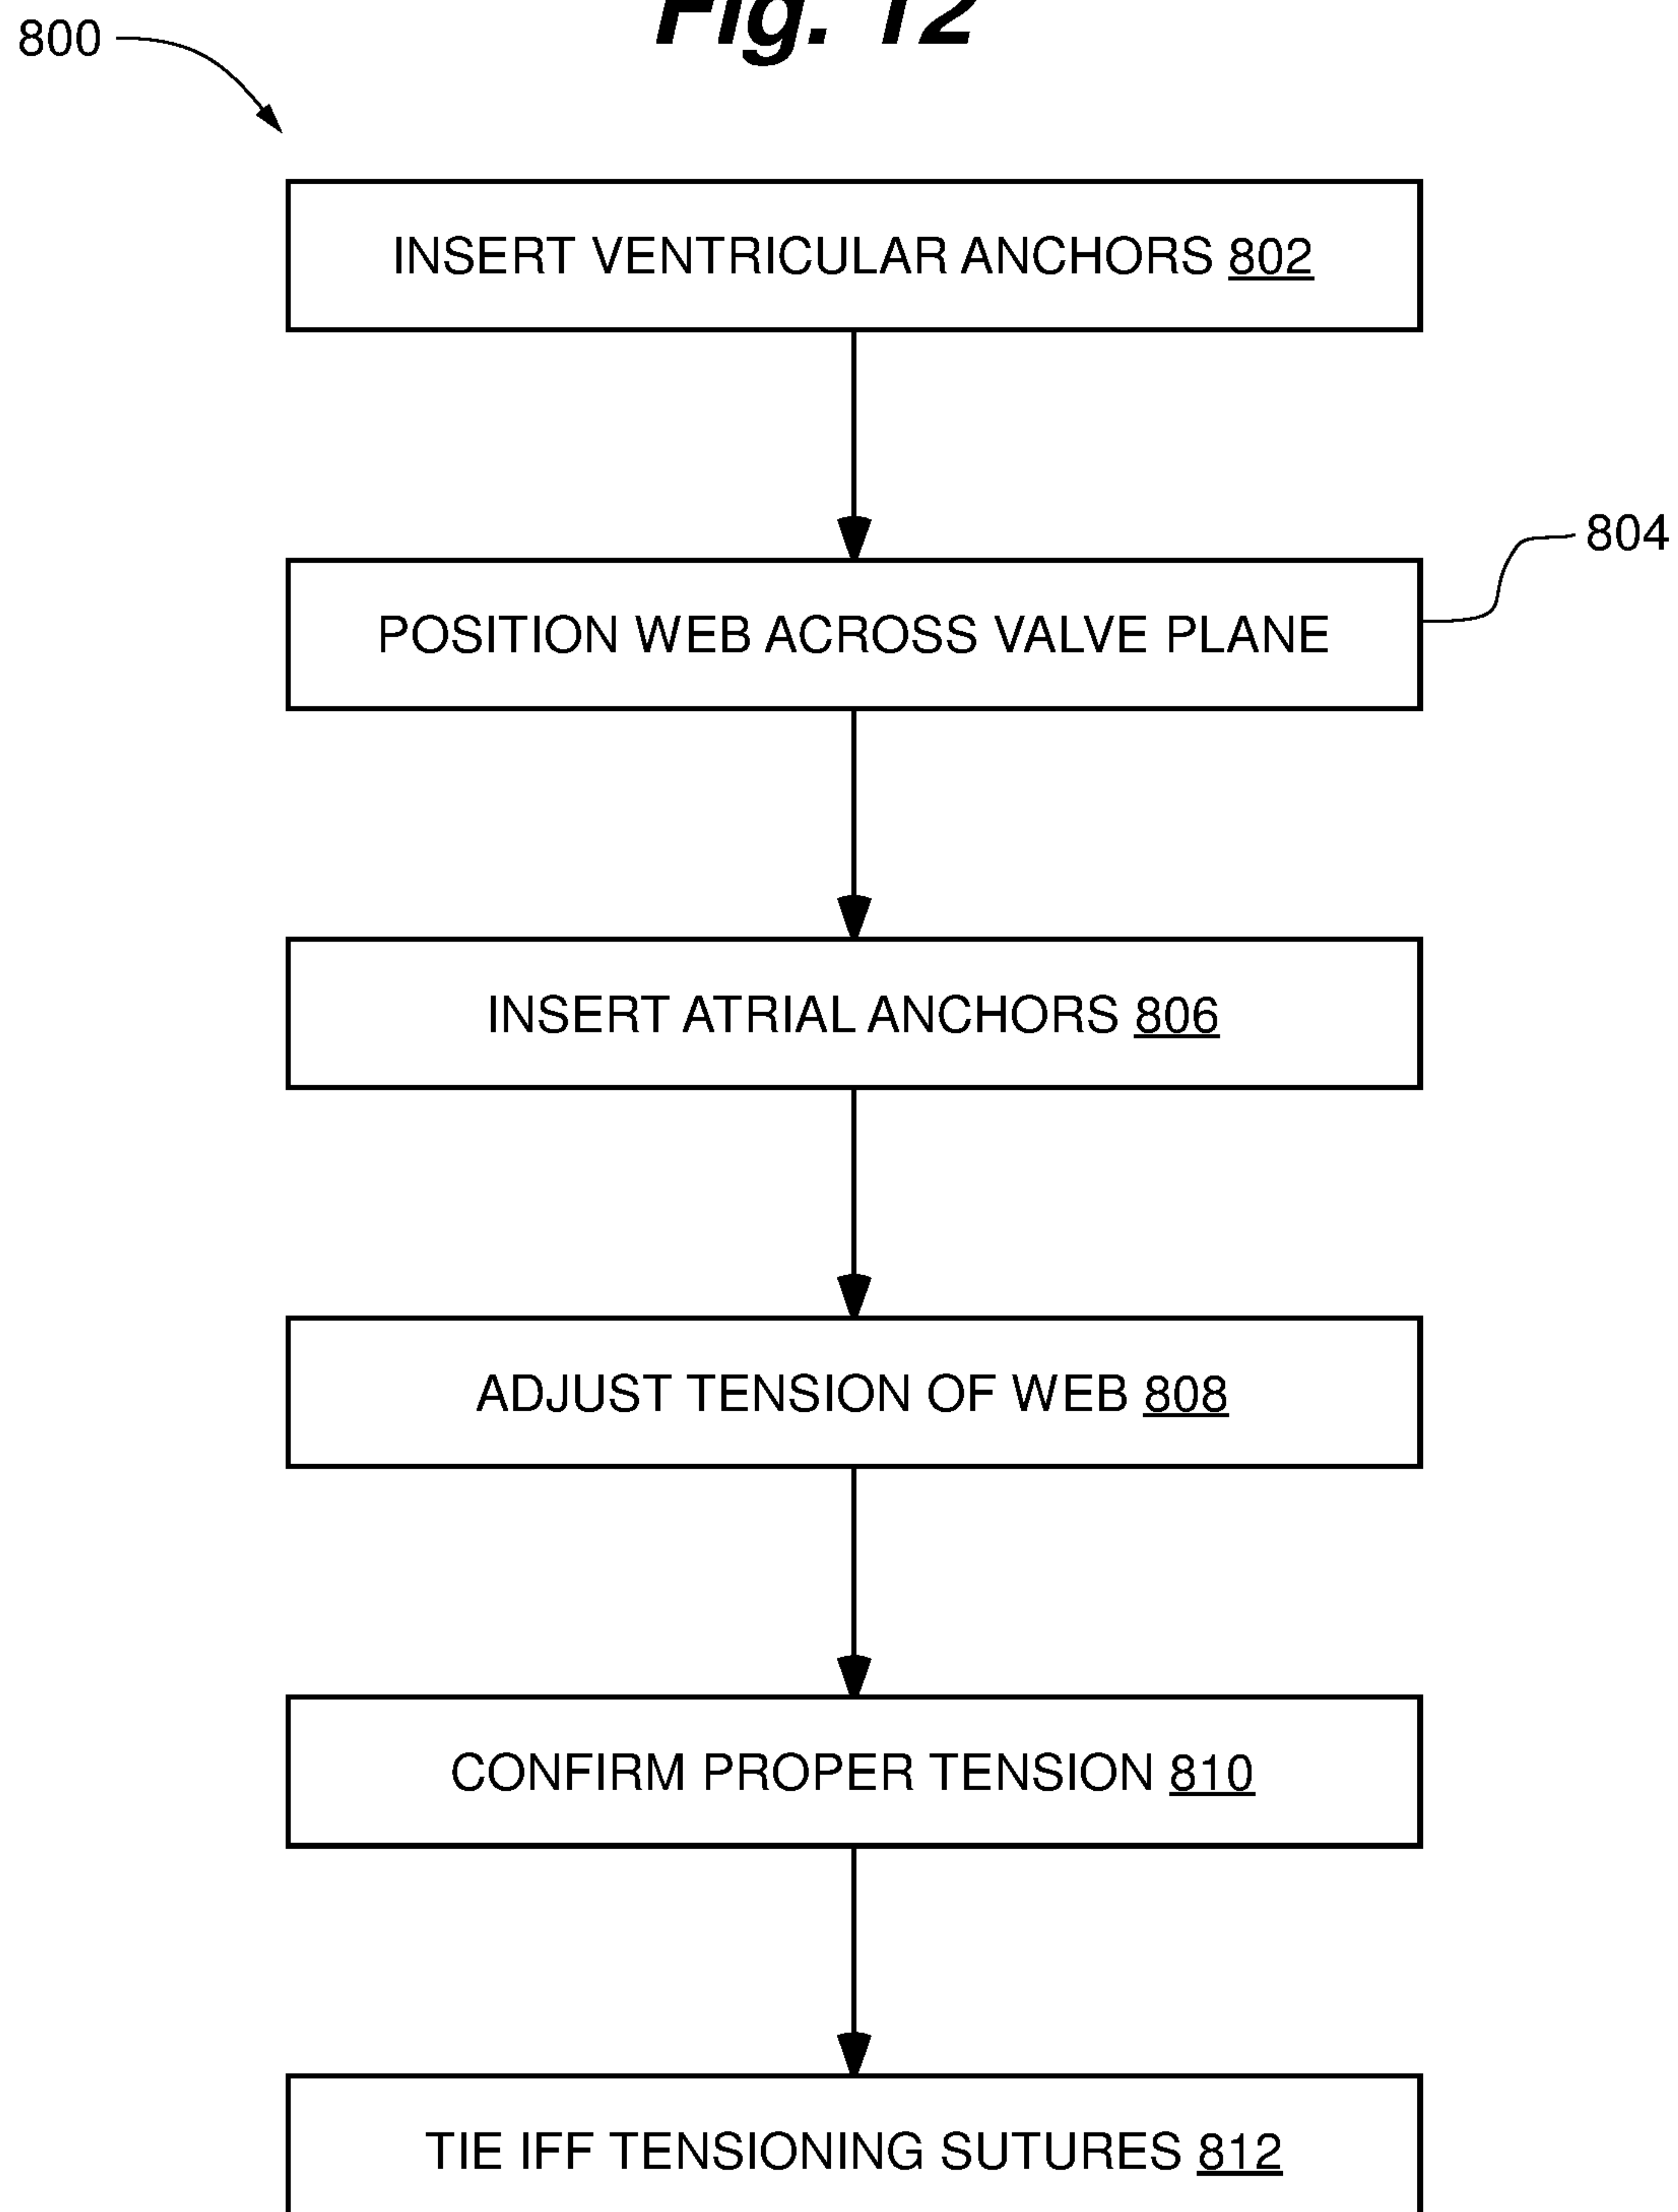 Fig. 12
800
INSERT VENTRICULAR ANCHORS 802
804
POSITION WEB ACROSS VALVE PLANE
INSERT ATRIAL ANCHORS 806
ADJUST TENSION OF WEB 808
CONFIRM PROPER TENSION 810
TIE IFF TENSIONING SUTURES 812